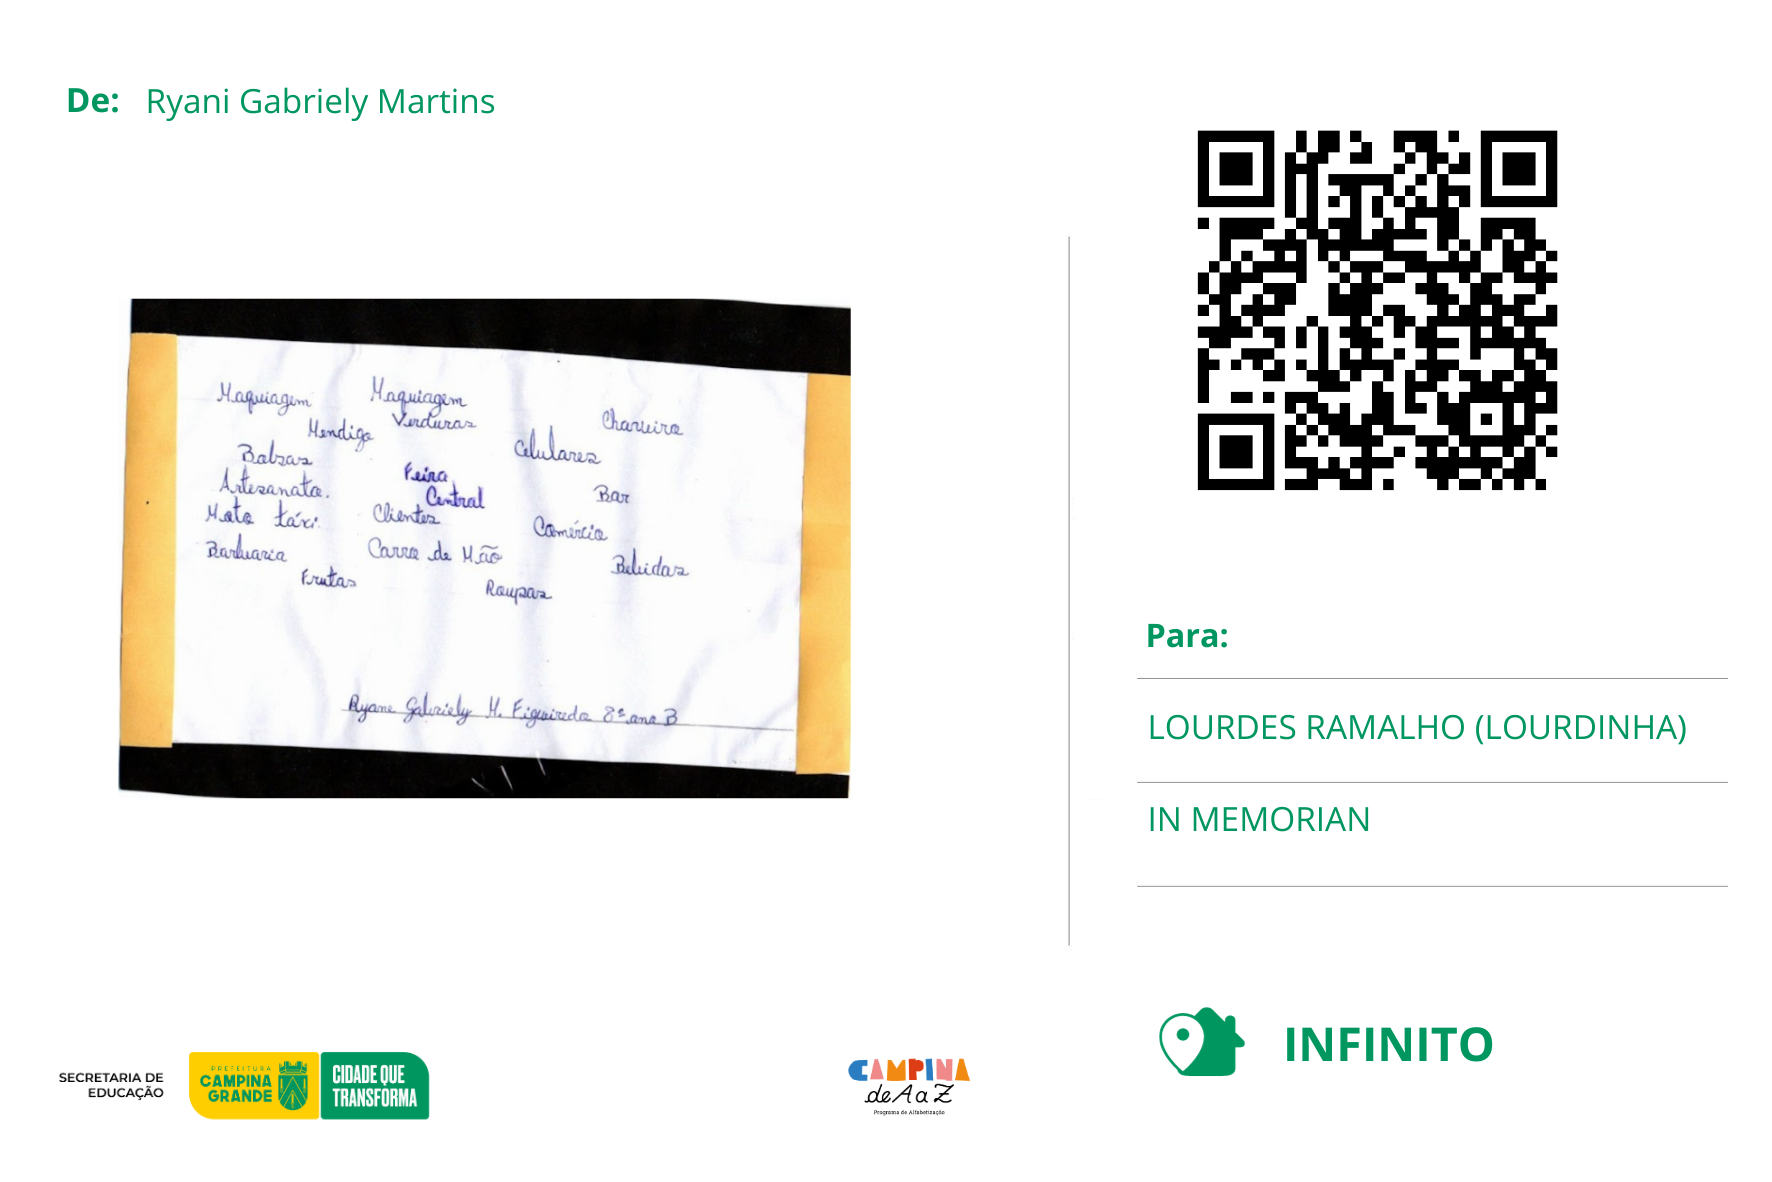 De: Ryani Gabriely Martins
Maquiagem Maquiagem
Verduras Charreira
Mendigo
Celulares
Bolsas
Feira
Artesanato. Central Bar
Moto táxi. Clientes Comércio
Barbearia Carro de Mão
Bebidas
Frutas Roupas
Ryane Gabriely M. Figueiredo 8º ano B
Para:
LOURDES RAMALHO (LOURDINHA)
IN MEMORIAN
INFINITO
SECRETARIA DE
EDUCAÇÃO
PREFEITURA
CAMPINA
GRANDE
CIDADE QUE
TRANSFORMA
CAMPINA
de A a Z
Programa de Alfabetização